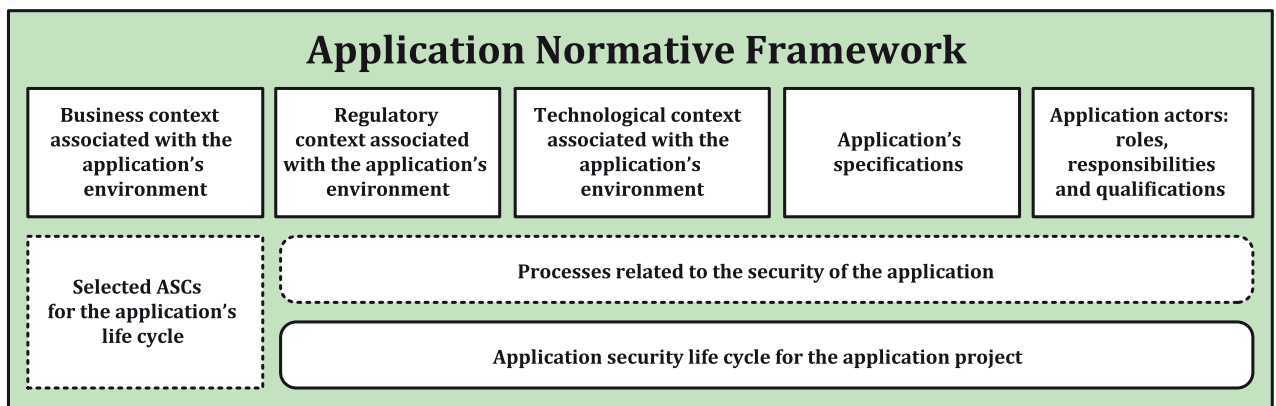 Application Normative Framework
Business context
associated with the
application’s
environment
Regulatory
context associated
with the application’s
environment
Technological context
associated with the
application’s
environment
Application’s
specifications
Application actors:
roles,
responsibilities
and qualifications
Selected ASCs
for the application’s
life cycle
Processes related to the security of the application
Application security life cycle for the application project